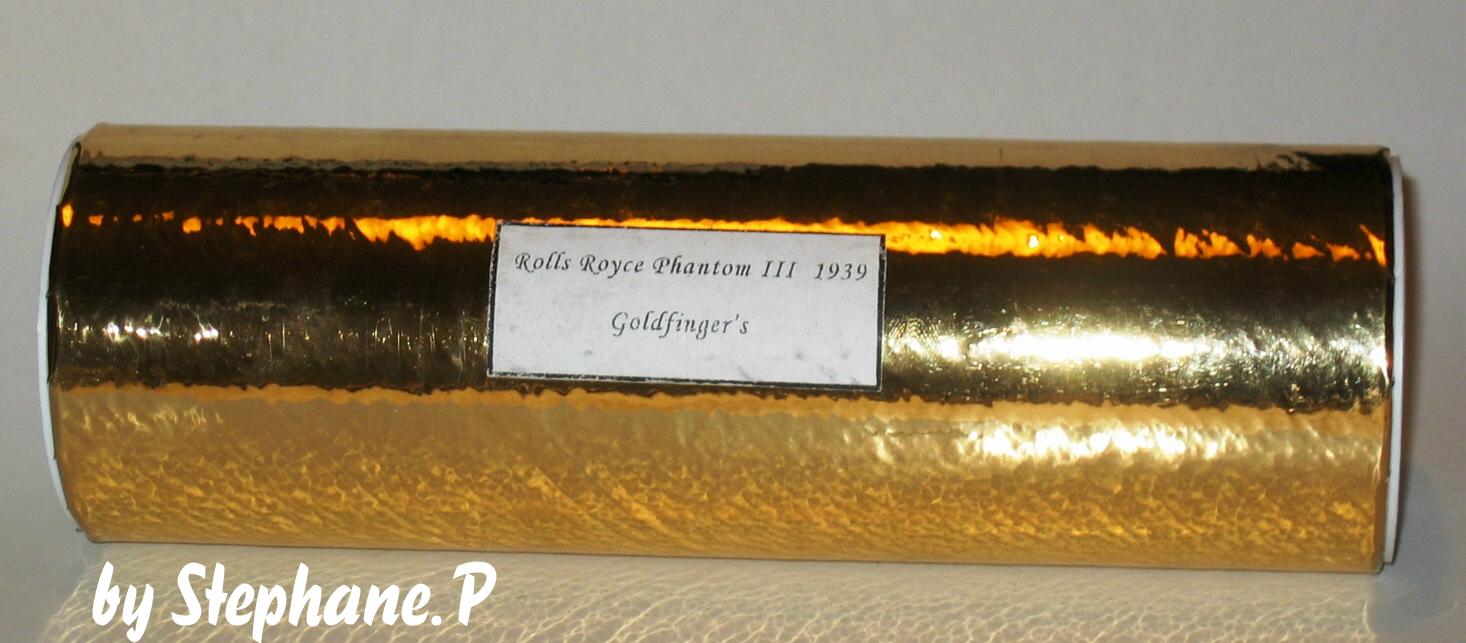 Rolls Royce Phantom III 1939
Goldfinger's
by Stephane.P